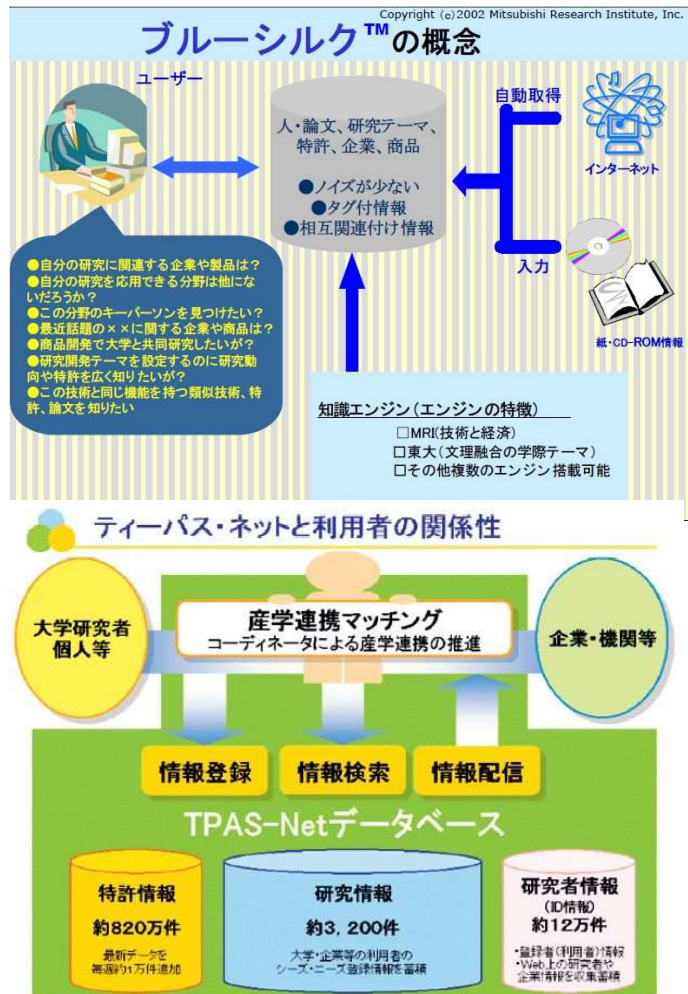 Copyright (c)2002 Mitsubishi Research Institute, Inc.
ブルーシルク™の概念
ユーザー
人・論文、研究テーマ、
特許、企業、商品
●ノイズが少ない
●タグ付情報
●相互関連付け情報
自動取得
インターネット
入力
紙・CD-ROM情報
●自分の研究に関連する企業や製品は？
●自分の研究を応用できる分野は他にな
いだろうか？
●この分野のキーパーソンを見つけたい？
●最近話題の××に関する企業や商品は？
●商品開発で大学と共同研究したいが？
●研究開発テーマを設定するのに研究動
向や特許を広く知りたいが？
●この技術と同じ機能を持つ類似技術、特
許、論文を知りたい
知識エンジン（エンジンの特徴）
□MRI(技術と経済)
□東大（文理融合の学際テーマ）
□その他複数のエンジン搭載可能
ティーパス・ネットと利用者の関係性
大学研究者
個人等
産学連携マッチング
コーディネータによる産学連携の推進
企業・機関等
情報登録
情報検索
情報配信
TPAS-Netデータベース
特許情報
約820万件
最新データを
毎週約1万件追加
研究情報
約3,200件
大学・企業等の利用者の
シーズ・ニーズ登録情報を蓄積
研究者情報
(ID情報)
約12万件
・登録者(利用者)情報
・Web上の研究者や
企業情報を収集蓄積